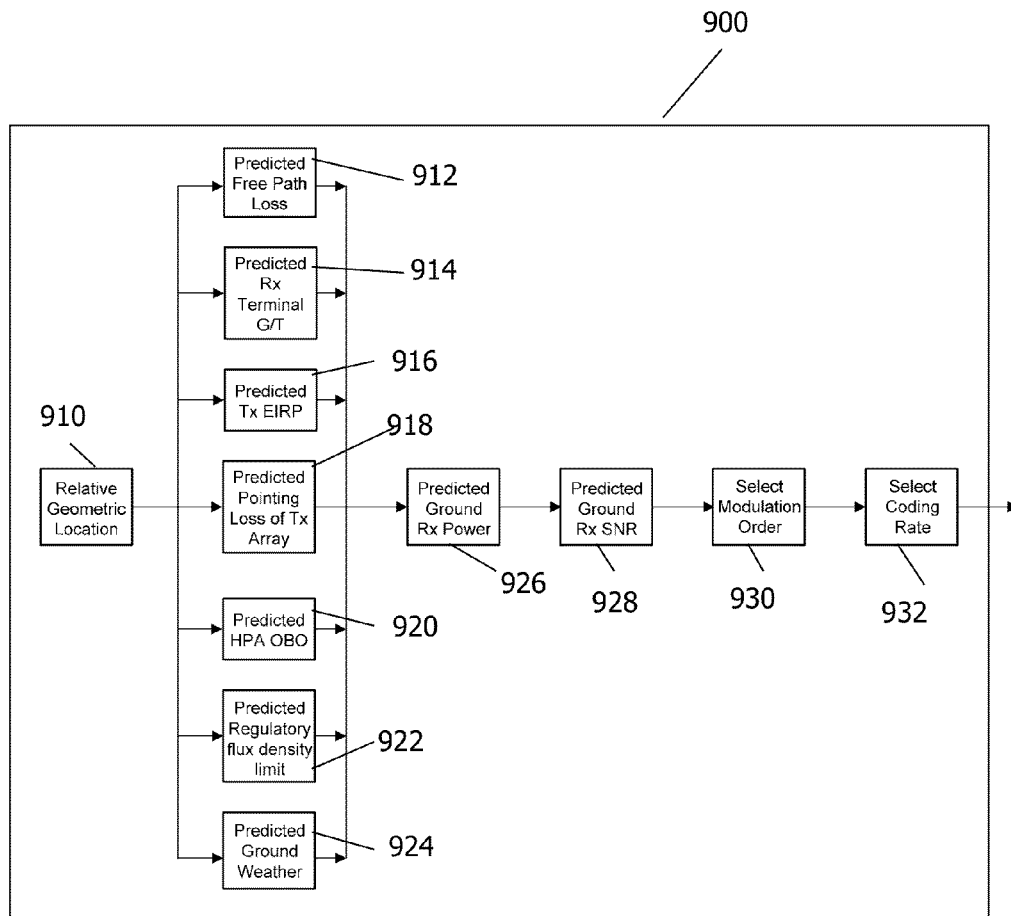 900
Predicted
Free Path
Loss
912
Predicted
Rx
Terminal
G/T
914
Predicted
Tx EIRP
916
910
Relative
Geometric
Location
Predicted
Pointing
Loss of Tx
Array
918
Predicted
Ground
Rx Power
926
Predicted
Ground
Rx SNR
928
Select
Modulation
Order
930
Select
Coding
Rate
932
Predicted
HPA OBO
920
Predicted
Regulatory
flux density
limit
922
Predicted
Ground
Weather
924